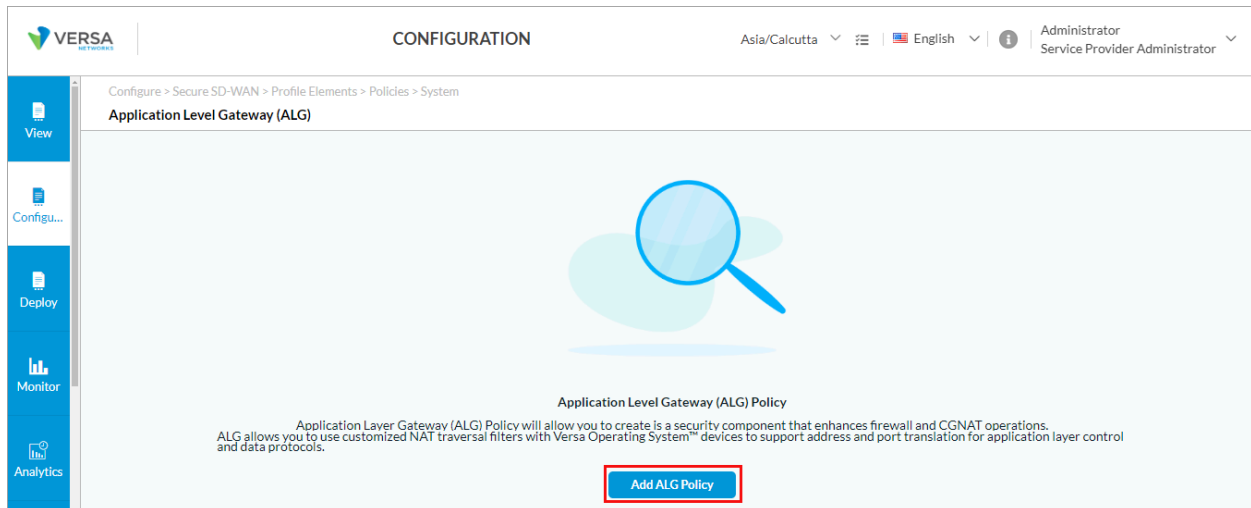 VERSA
NETWORKS
CONFIGURATION
Asia/Calcutta
English
Administrator
Service Provider Administrator
View
Configu...
Deploy
Monitor
Analytics
Configure > Secure SD-WAN > Profile Elements > Policies > System
Application Level Gateway (ALG)
Application Level Gateway (ALG) Policy
Application Layer Gateway (ALG) Policy will allow you to create is a security component that enhances firewall and CGNAT operations.
ALG allows you to use customized NAT traversal filters with Versa Operating System™ devices to support address and port translation for application layer control
and data protocols.
Add ALG Policy